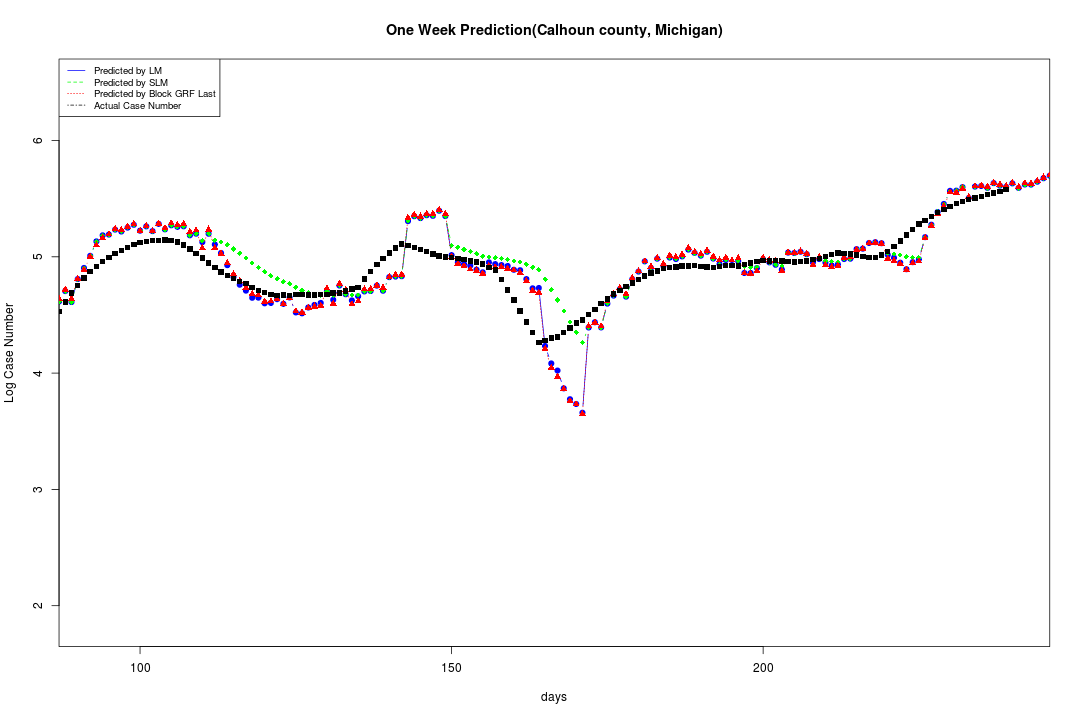 One Week Prediction(Calhoun county, Michigan)
Predicted by LM
Predicted by SLM
Predicted by Block GRF Last
Actual Case Number
6
5
4
3
2
Log Case Number
100 150 200
days